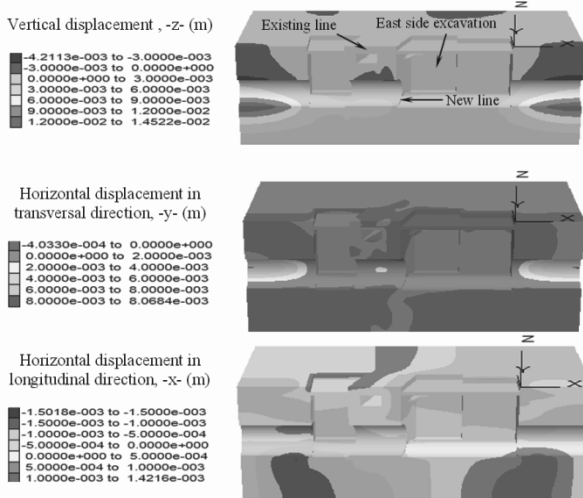 Vertical displacement , -z- (m)
-4.2113e-003 to -3.0000e-003
-3.0000e-003 to 0.0000e+000
0.0000e+000 to 3.0000e-003
3.0000e-003 to 6.0000e-003
6.0000e-003 to 9.0000e-003
9.0000e-003 to 1.2000e-002
1.2000e-002 to 1.4522e-002
Existing line
East side excavation
New line
Z
Y
X
Horizontal displacement in
transversal direction, -y- (m)
-4.0330e-004 to 0.0000e+000
0.0000e+000 to 2.0000e-003
2.0000e-003 to 4.0000e-003
4.0000e-003 to 6.0000e-003
6.0000e-003 to 8.0000e-003
8.0000e-003 to 8.0684e-003
Z
Y
X
Horizontal displacement in
longitudinal direction, -x- (m)
-1.5018e-003 to -1.5000e-003
-1.5000e-003 to -1.0000e-003
-1.0000e-003 to -5.0000e-004
-5.0000e-004 to 0.0000e+000
0.0000e+000 to 5.0000e-004
5.0000e-004 to 1.0000e-003
1.0000e-003 to 1.4216e-003
Z
Y
X